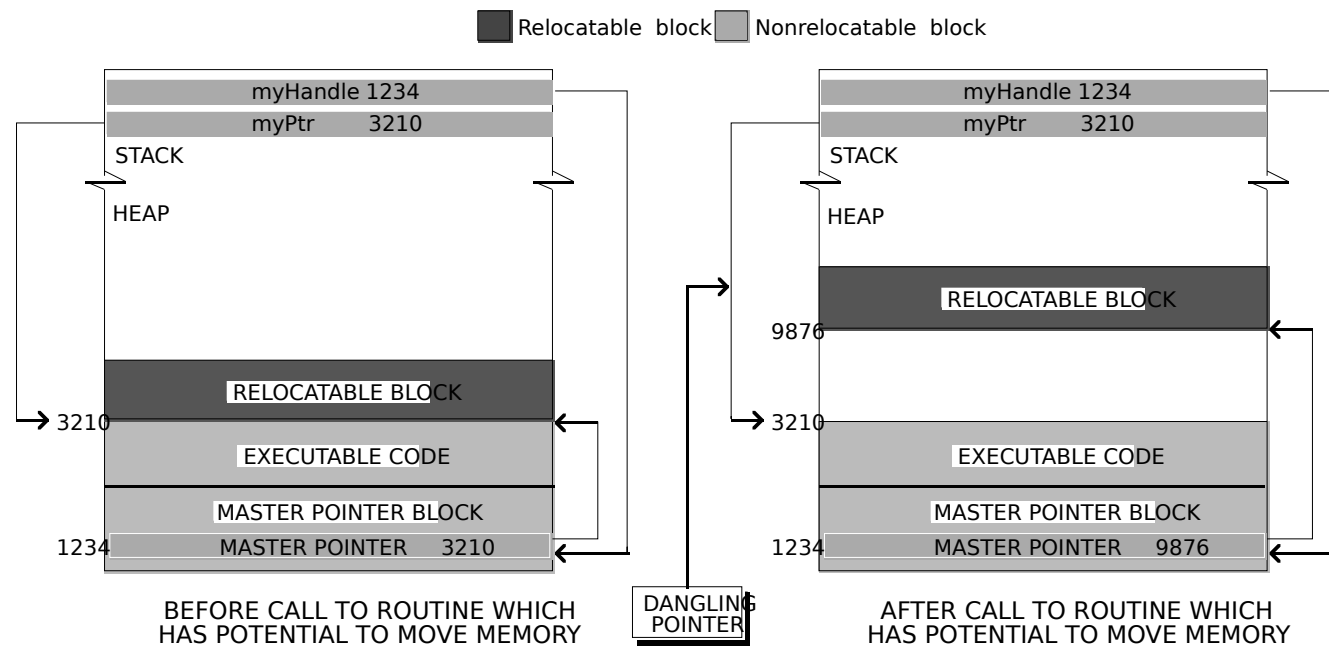 Relocatable block Nonrelocatable block
myHandle 1234
myPtr 3210
STACK
HEAP
RELOCATABLE BLOCK
3210
EXECUTABLE CODE
MASTER POINTER BLOCK
1234
MASTER POINTER 3210
BEFORE CALL TO ROUTINE WHICH
HAS POTENTIAL TO MOVE MEMORY
DANGLING
POINTER
myHandle 1234
myPtr 3210
STACK
HEAP
RELOCATABLE BLOCK
9876
3210
EXECUTABLE CODE
MASTER POINTER BLOCK
1234
MASTER POINTER 9876
AFTER CALL TO ROUTINE WHICH
HAS POTENTIAL TO MOVE MEMORY